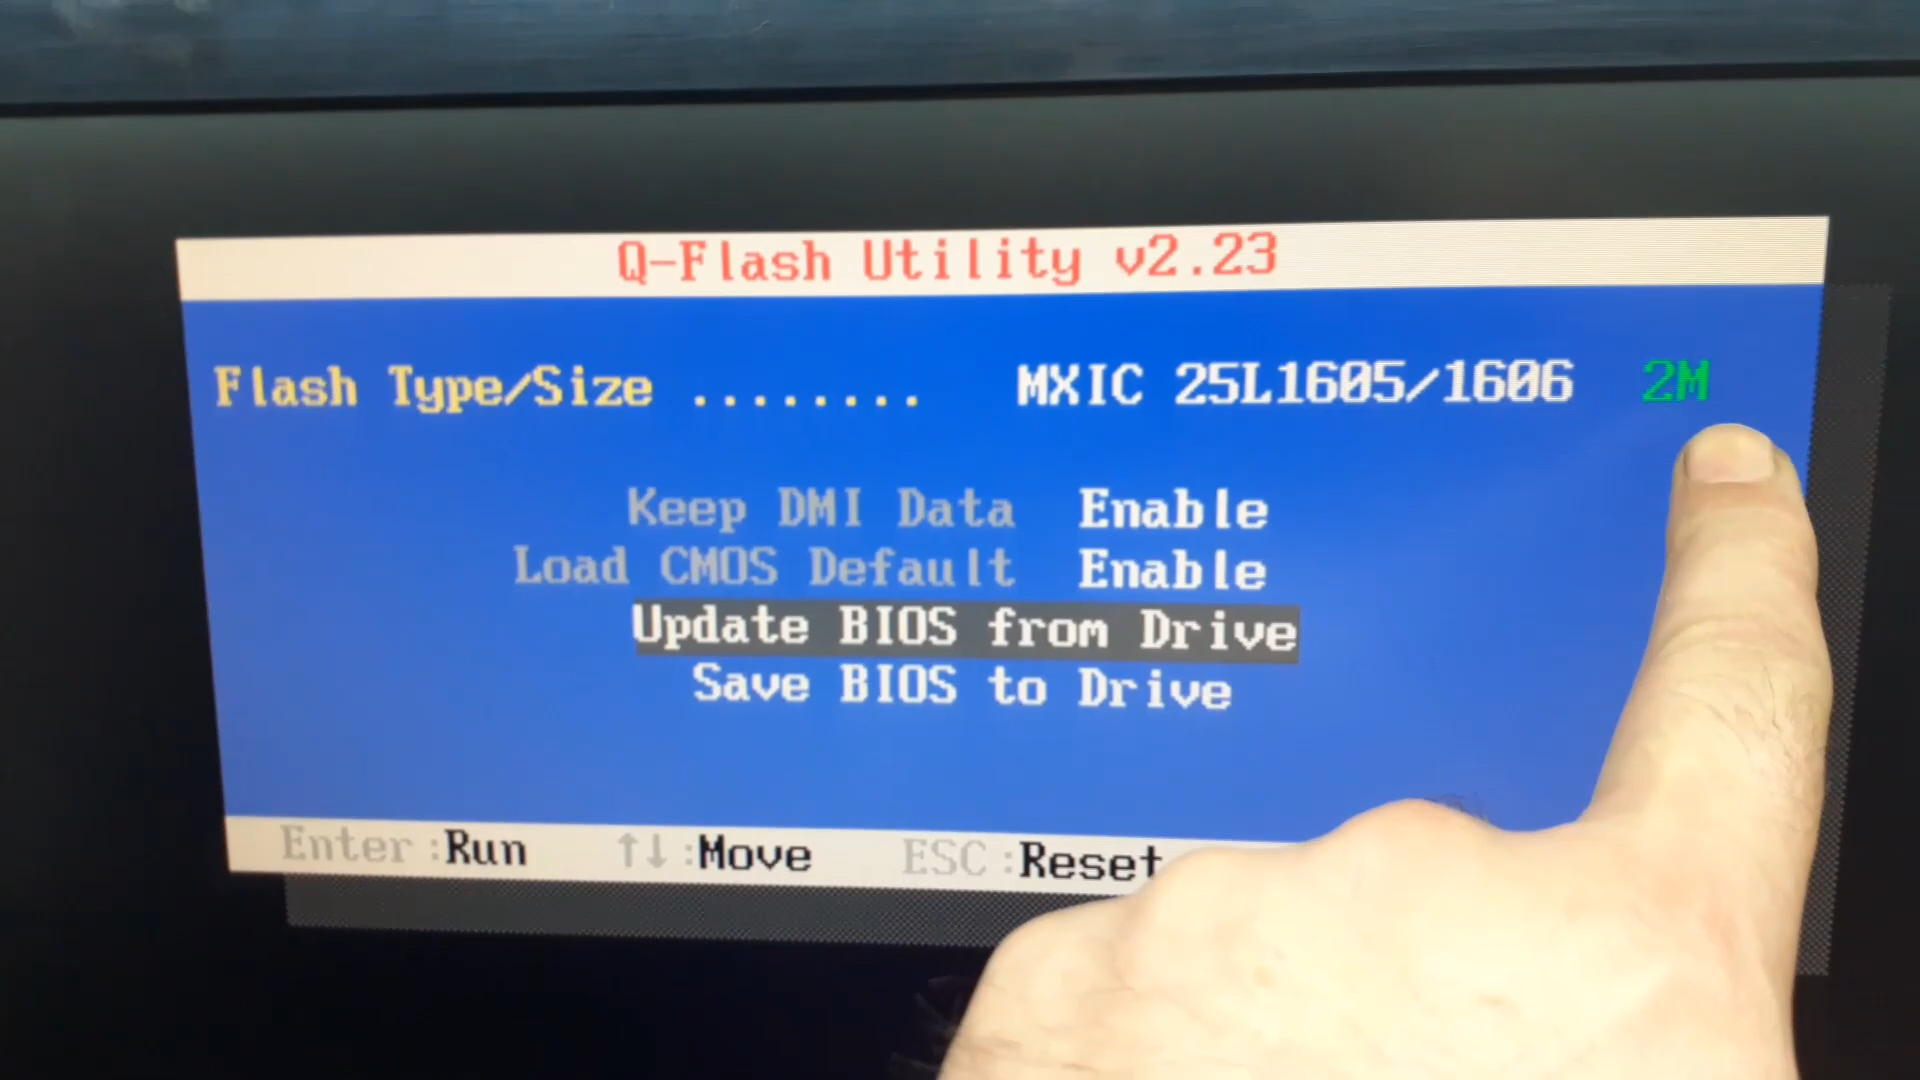 Q-Flash Utility v2.23
Flash Type/Size ........ MXIC 25L1605/1606 2M
Keep DMI Data Enable
Load CMOS Default Enable
Update BIOS from Drive
Save BIOS to Drive
Enter :Run ↑↓ :Move ESC :Reset